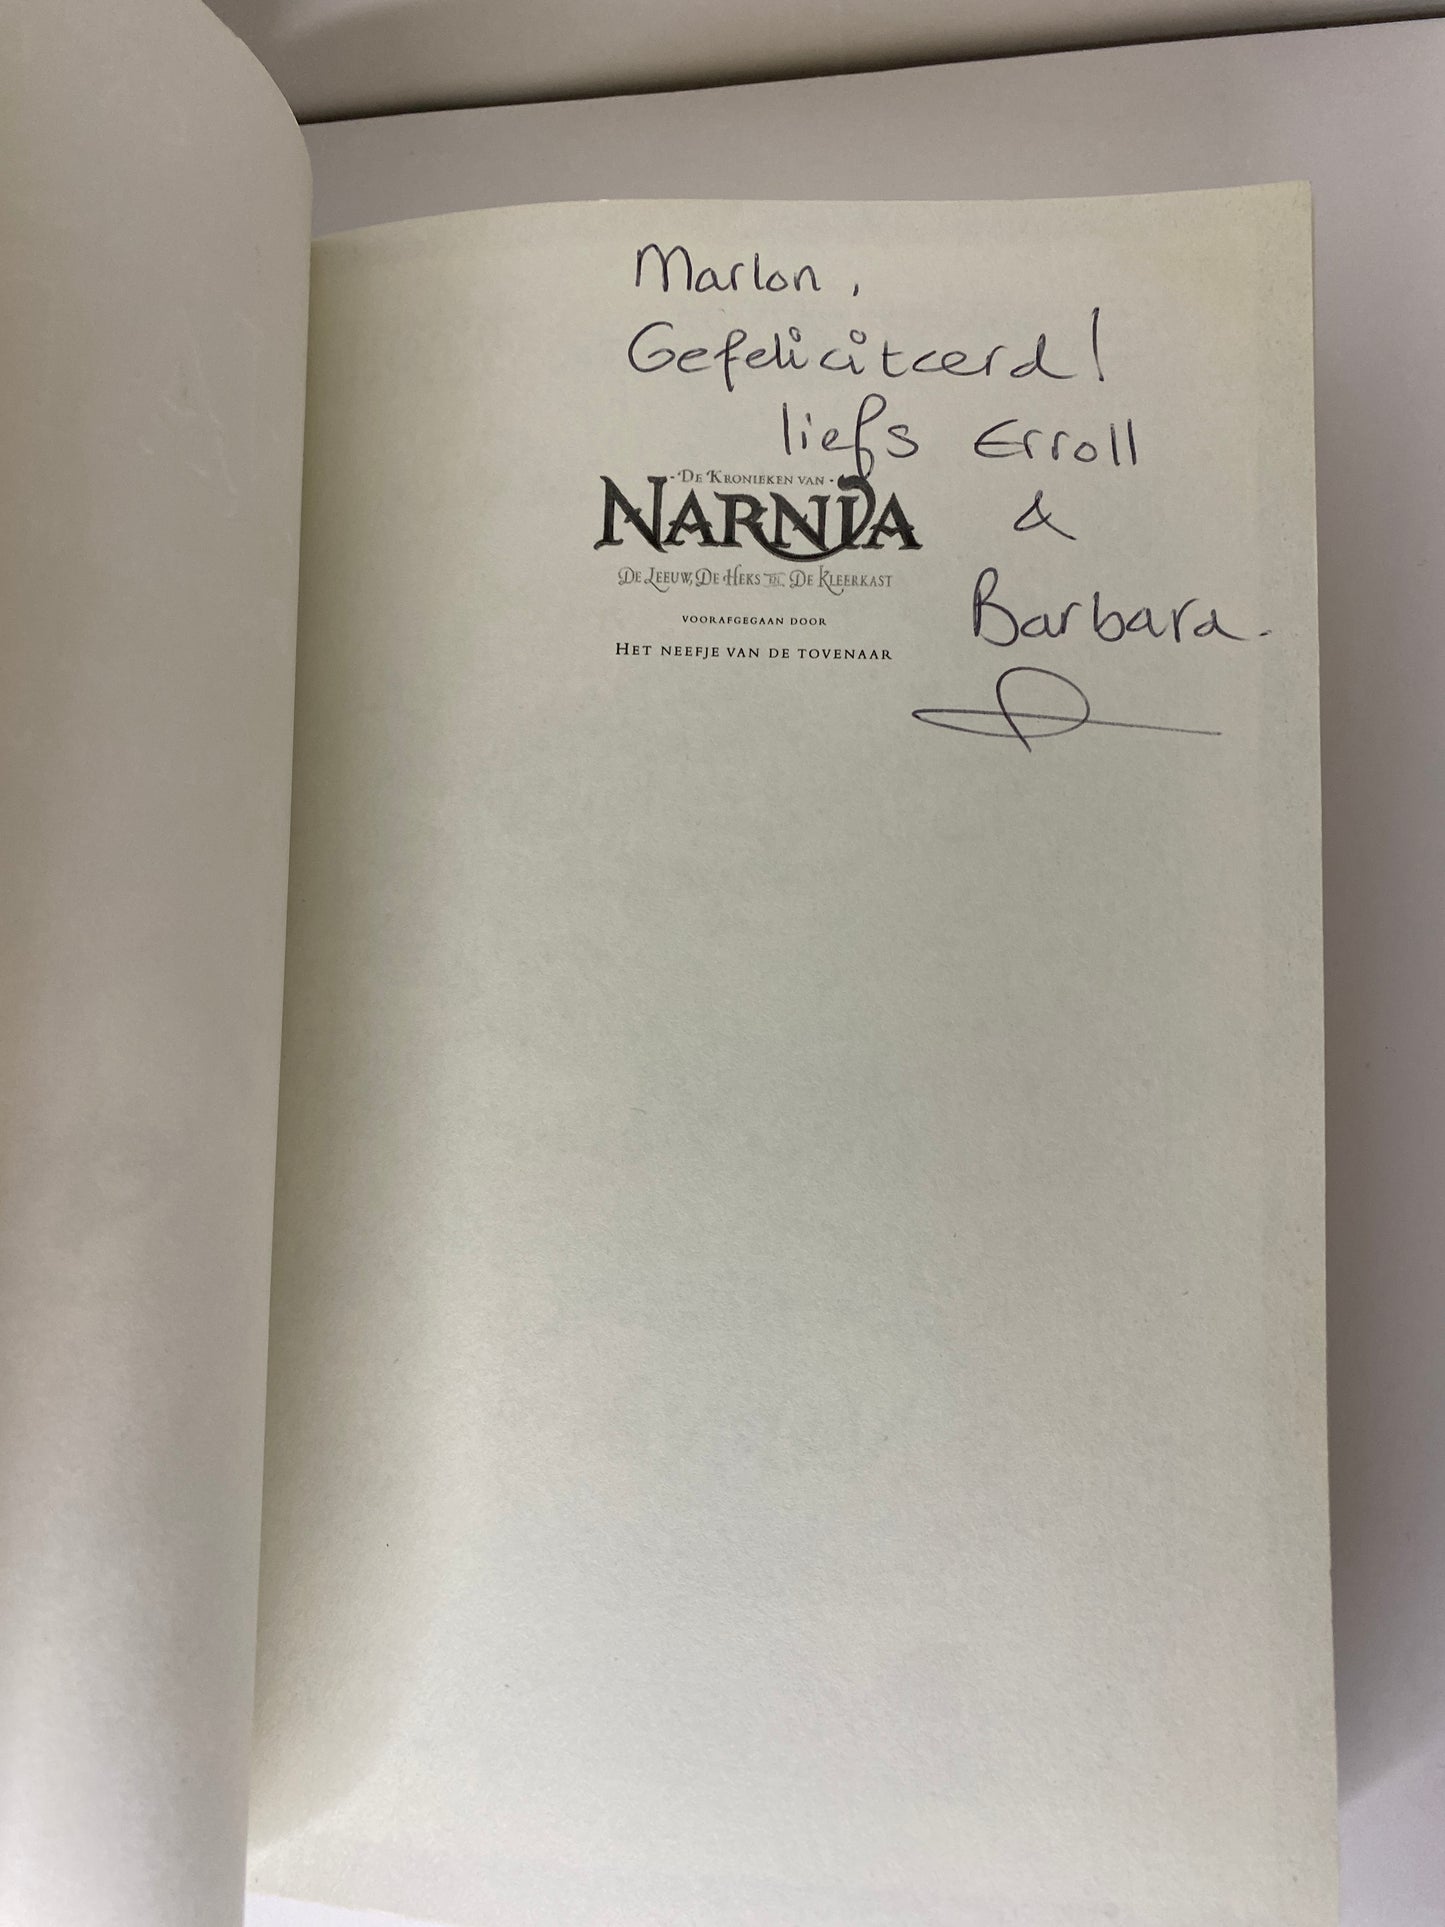 Marlon,
Gefeliciteerd!
liefs Erroll
&
Barbara.
- De Kronieken van -
NARNIA
De Leeuw, De Heks en De Kleerkast
VOORAFGEGAAN DOOR
HET NEEFJE VAN DE TOVENAAR